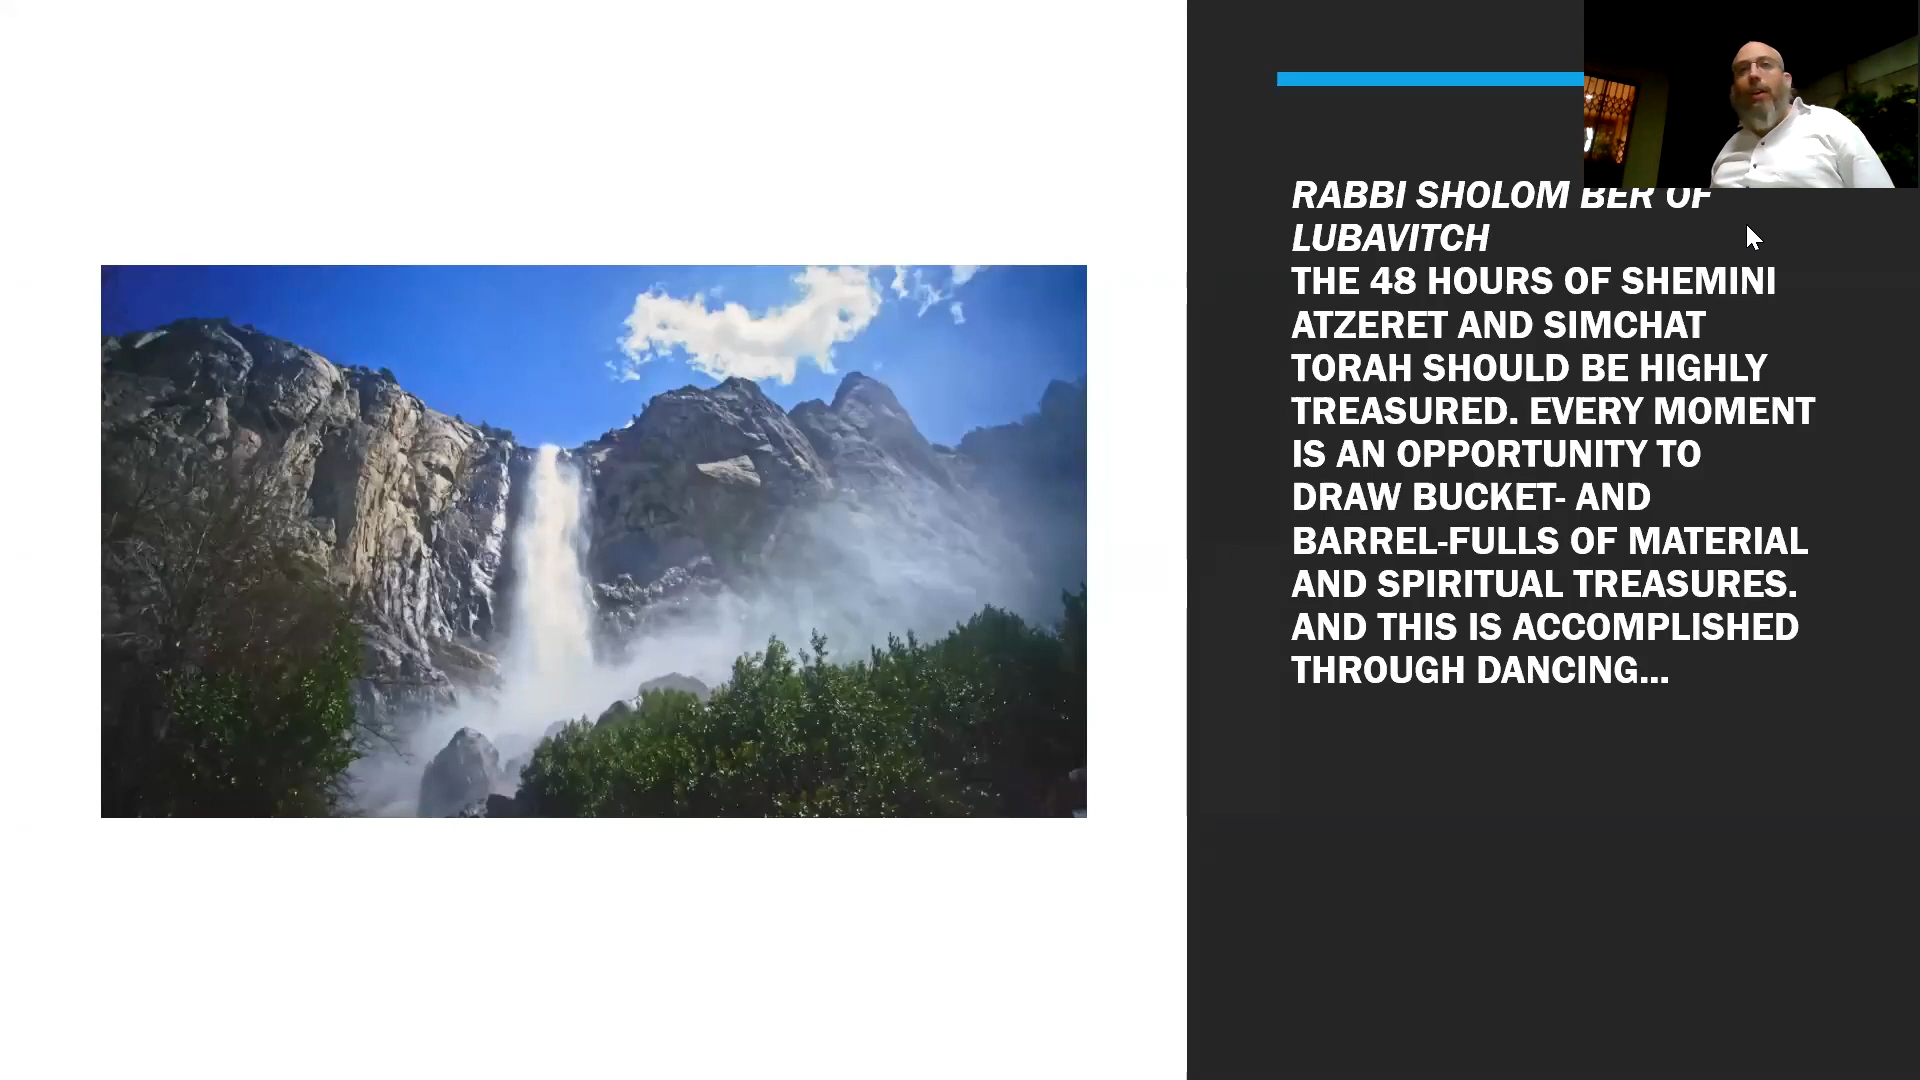 RABBI SHOLOM BER OF
LUBAVITCH
THE 48 HOURS OF SHEMINI
ATZERET AND SIMCHAT
TORAH SHOULD BE HIGHLY
TREASURED. EVERY MOMENT
IS AN OPPORTUNITY TO
DRAW BUCKET- AND
BARREL-FULLS OF MATERIAL
AND SPIRITUAL TREASURES.
AND THIS IS ACCOMPLISHED
THROUGH DANCING...